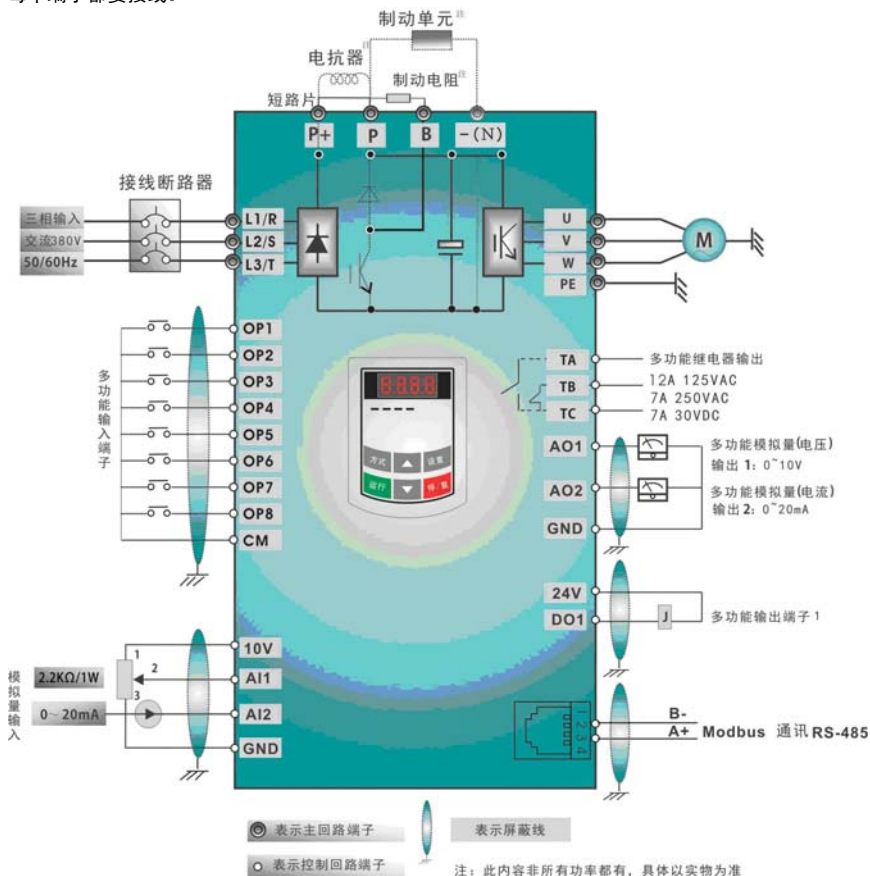 每个端子都要接线。
制动单元注
电抗器注
制动电阻注
短路片
P+ P B -(N)
接线断路器
三相输入
交流380V
50/60Hz
L1/R
L2/S
L3/T
U
V
W
PE
M
多功能输入端子
OP1
OP2
OP3
OP4
OP5
OP6
OP7
OP8
CM
方式 设置
运行 停/复
TA 多功能继电器输出
TB 12A 125VAC
7A 250VAC
TC 7A 30VDC
AO1 多功能模拟量(电压)
输出 1: 0~10V
AO2 多功能模拟量(电流)
输出 2: 0~20mA
GND
24V
DO1 J 多功能输出端子 1
模拟量输入
10V
1
2.2KΩ/1W 2 AI1
3
0~20mA AI2
GND
1
2
3
4
B-
A+ Modbus 通讯 RS-485
表示主回路端子 表示屏蔽线
表示控制回路端子 注：此内容非所有功率都有，具体以实物为准